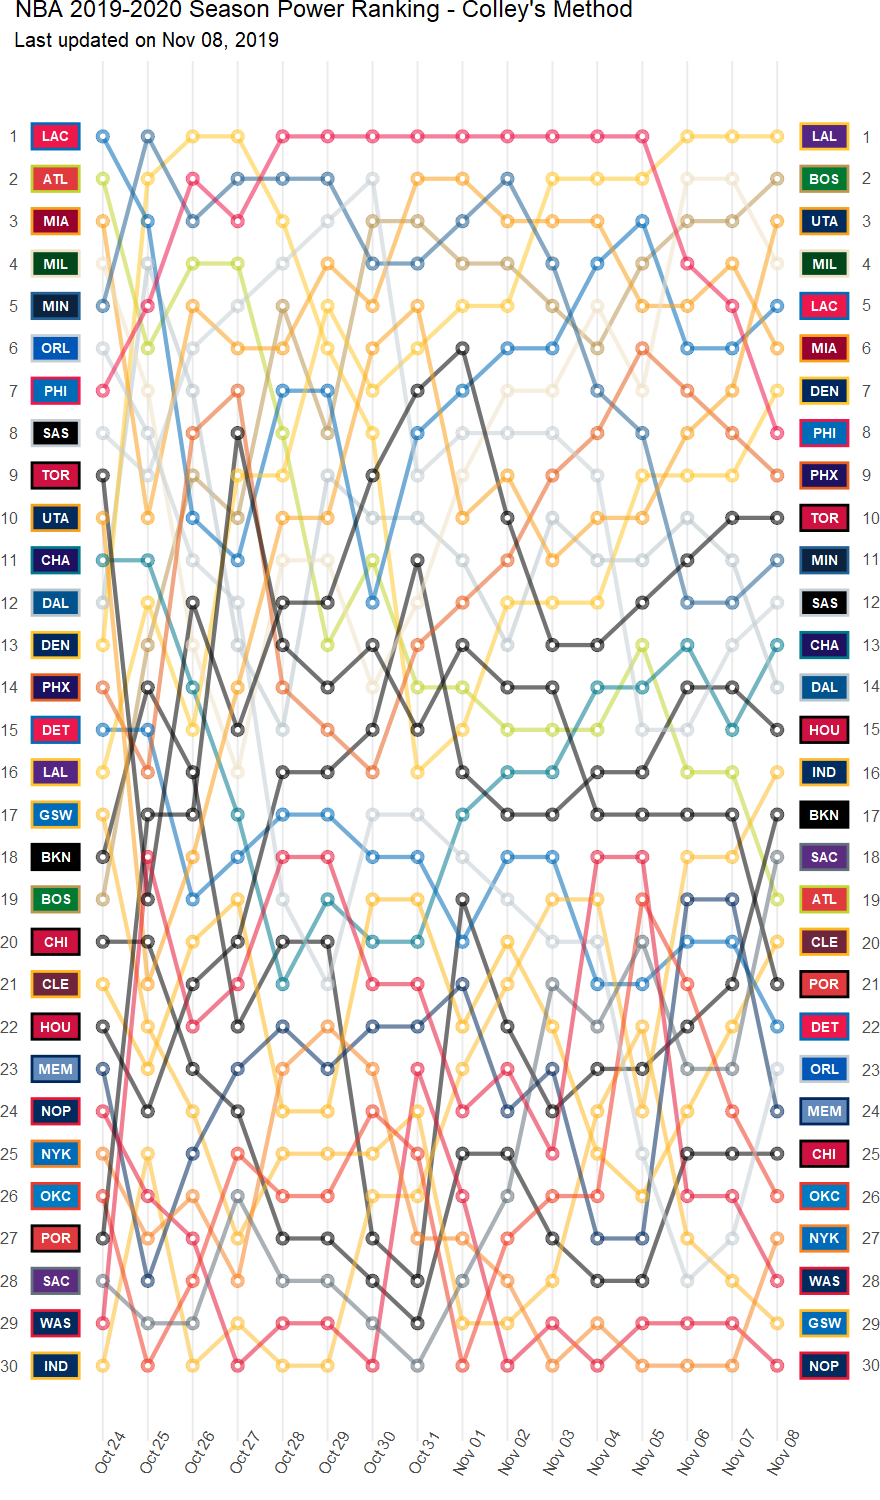 NBA 2019-2020 Season Power Ranking - Colley's Method
Last updated on Nov 08, 2019
1 LAC LAL 1
2 ATL BOS 2
3 MIA UTA 3
4 MIL MIL 4
5 MIN LAC 5
6 ORL MIA 6
7 PHI DEN 7
8 SAS PHI 8
9 TOR PHX 9
10 UTA TOR 10
11 CHA MIN 11
12 DAL SAS 12
13 DEN CHA 13
14 PHX DAL 14
15 DET HOU 15
16 LAL IND 16
17 GSW BKN 17
18 BKN SAC 18
19 BOS ATL 19
20 CHI CLE 20
21 CLE POR 21
22 HOU DET 22
23 MEM ORL 23
24 NOP MEM 24
25 NYK CHI 25
26 OKC OKC 26
27 POR NYK 27
28 SAC WAS 28
29 WAS GSW 29
30 IND NOP 30
Oct 24 Oct 25 Oct 26 Oct 27 Oct 28 Oct 29 Oct 30 Oct 31 Nov 01 Nov 02 Nov 03 Nov 04 Nov 05 Nov 06 Nov 07 Nov 08